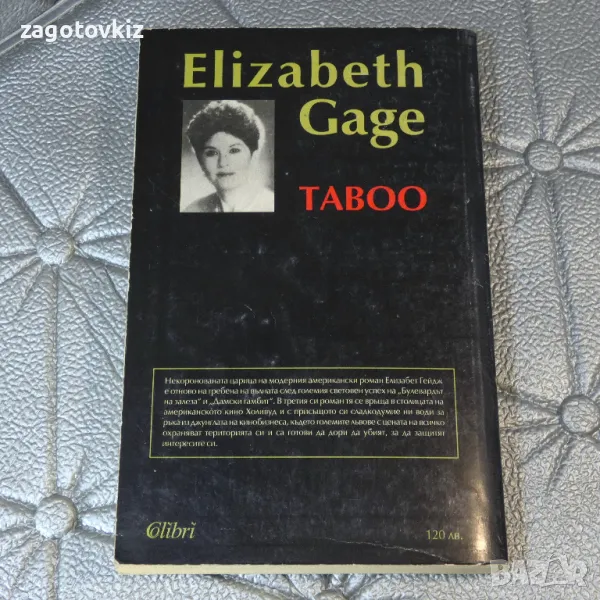 zagotovkiz
Elizabeth
Gage
TABOO
Некоронованата царица на модерния американски роман Елизабет Гейдж
е отново на гребена на вълната след големия световен успех на „Булевардът
на залеза“ и „Дамски гамбит“. В третия си роман тя се връща в столицата на
американското кино Холивуд и с присъщото си сладкодумие ни води за
ръка из джунглата на кинобизнеса, където големите лъвове с цената на всичко
охраняват територията си и са готови да дори да убият, за да защитят
интересите си.
Colibri
120 лв.
BAZAR